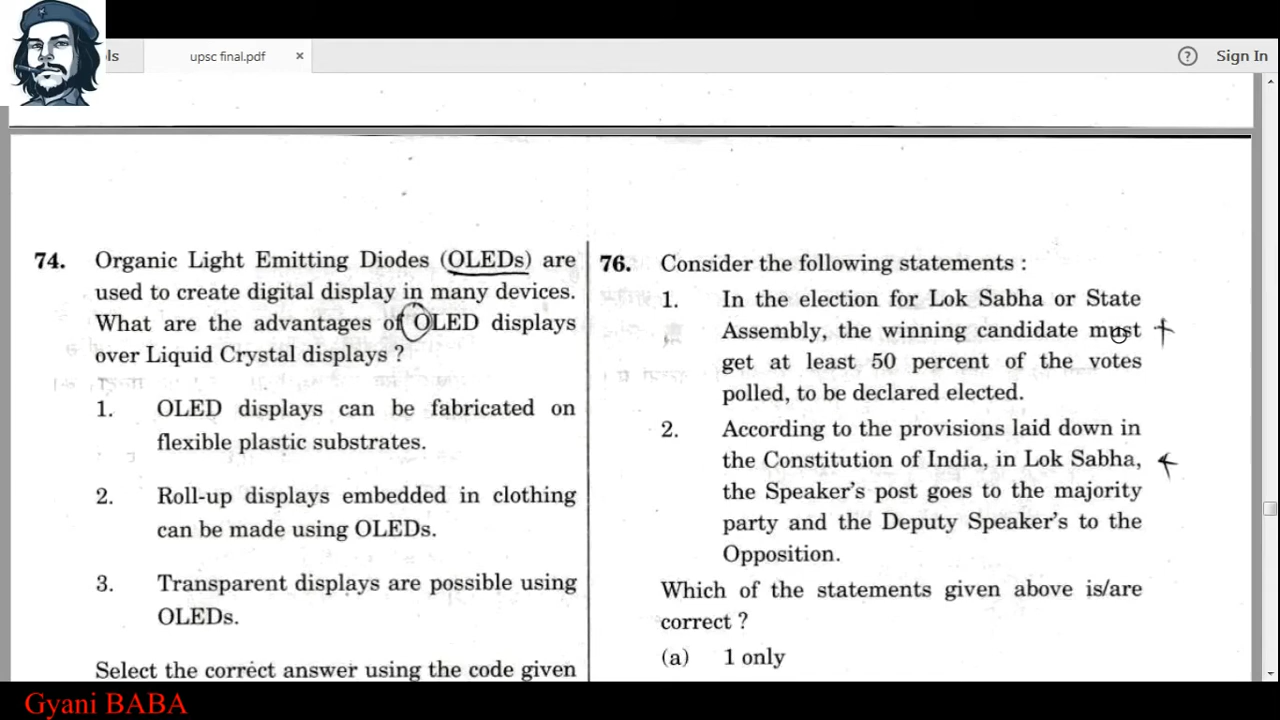 ls
upsc final.pdf
×
? Sign In
74. Organic Light Emitting Diodes (OLEDs) are
used to create digital display in many devices.
What are the advantages of OLED displays
over Liquid Crystal displays ?
1. OLED displays can be fabricated on
flexible plastic substrates.
2. Roll-up displays embedded in clothing
can be made using OLEDs.
3. Transparent displays are possible using
OLEDs.
Select the correct answer using the code given
76. Consider the following statements :
1. In the election for Lok Sabha or State
Assembly, the winning candidate must
get at least 50 percent of the votes
polled, to be declared elected.
2. According to the provisions laid down in
the Constitution of India, in Lok Sabha,
the Speaker's post goes to the majority
party and the Deputy Speaker's to the
Opposition.
Which of the statements given above is/are
correct ?
(a) 1 only
Gyani BABA